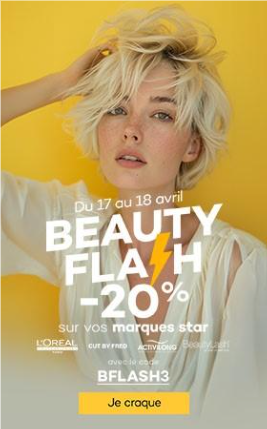 Du 17 au 18 avril
BEAUTY
FLASH
-20%
sur vos marques star
L'ORÉAL CUT BY FRED ACTIVILONG BeautyLash
avec le code
BFLASH3
Je craque